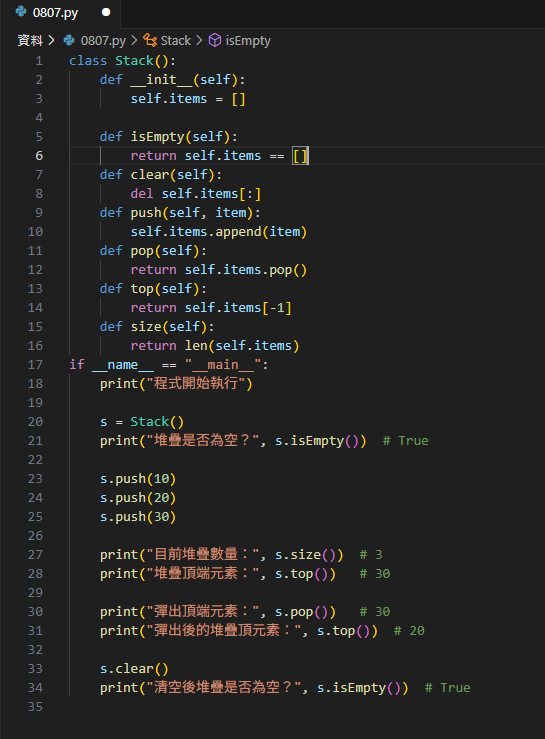 0807.py
資料 > 0807.py > Stack > isEmpty
1 class Stack():
2     def __init__(self):
3         self.items = []
4
5     def isEmpty(self):
6         return self.items == []
7     def clear(self):
8         del self.items[:]
9     def push(self, item):
10         self.items.append(item)
11     def pop(self):
12         return self.items.pop()
13     def top(self):
14         return self.items[-1]
15     def size(self):
16         return len(self.items)
17 if __name__ == "__main__":
18     print("程式開始執行")
19
20     s = Stack()
21     print("堆疊是否為空？", s.isEmpty())  # True
22
23     s.push(10)
24     s.push(20)
25     s.push(30)
26
27     print("目前堆疊數量：", s.size())  # 3
28     print("堆疊頂端元素：", s.top())   # 30
29
30     print("彈出頂端元素：", s.pop())   # 30
31     print("彈出後的堆疊頂元素：", s.top())  # 20
32
33     s.clear()
34     print("清空後堆疊是否為空？", s.isEmpty())  # True
35